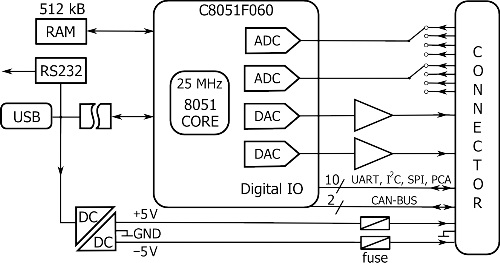 512 kB
C8051F060
RAM
ADC
RS232
ADC
25 MHz
8051
CORE
USB
DAC
DAC
CONNECTOR
Digital IO
10
UART, I²C, SPI, PCA
2
CAN-BUS
DC
DC
+5V
GND
−5V
fuse